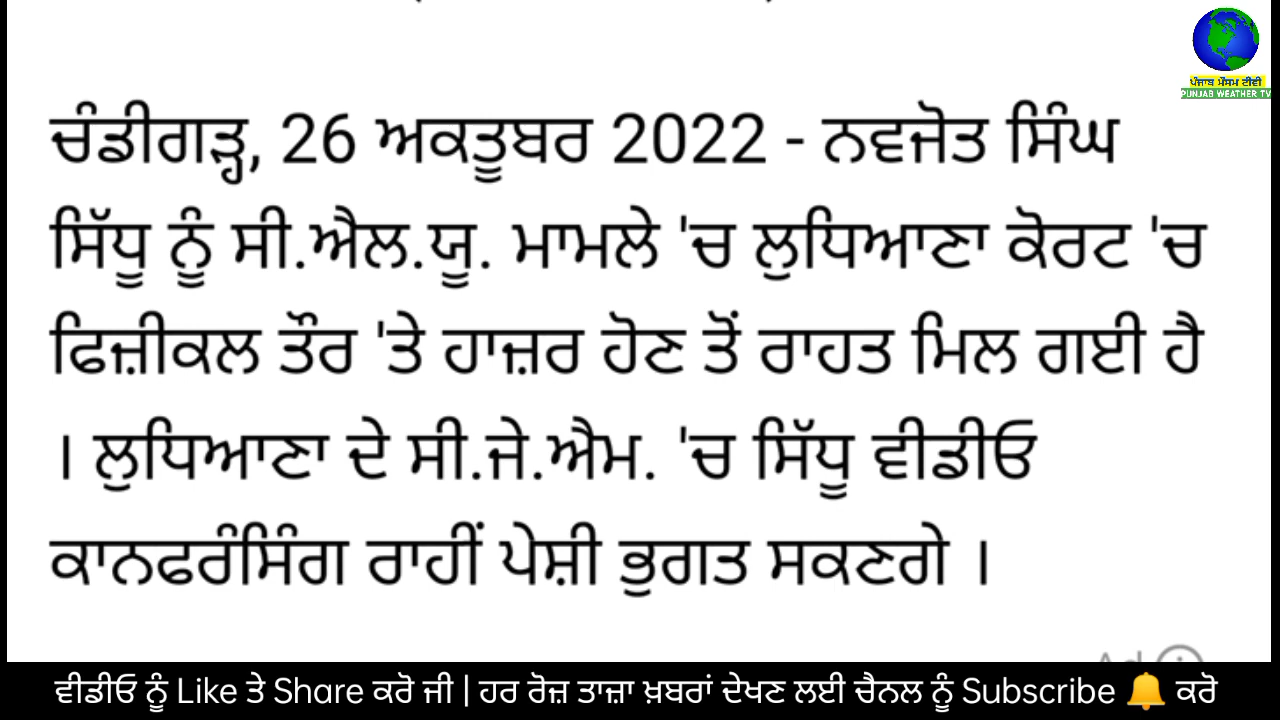 ਪੰਜਾਬ ਮੌਸਮ ਟੀਵੀ
PUNJAB WEATHER TV
ਚੰਡੀਗੜ੍ਹ, 26 ਅਕਤੂਬਰ 2022 - ਨਵਜੋਤ ਸਿੰਘ
ਸਿੱਧੂ ਨੂੰ ਸੀ.ਐਲ.ਯੂ. ਮਾਮਲੇ 'ਚ ਲੁਧਿਆਣਾ ਕੋਰਟ 'ਚ
ਫਿਜ਼ੀਕਲ ਤੌਰ 'ਤੇ ਹਾਜ਼ਰ ਹੋਣ ਤੋਂ ਰਾਹਤ ਮਿਲ ਗਈ ਹੈ
। ਲੁਧਿਆਣਾ ਦੇ ਸੀ.ਜੇ.ਐਮ. 'ਚ ਸਿੱਧੂ ਵੀਡੀਓ
ਕਾਨਫਰੰਸਿੰਗ ਰਾਹੀਂ ਪੇਸ਼ੀ ਭੁਗਤ ਸਕਣਗੇ ।
ਵੀਡੀਓ ਨੂੰ Like ਤੇ Share ਕਰੋ ਜੀ | ਹਰ ਰੋਜ਼ ਤਾਜ਼ਾ ਖ਼ਬਰਾਂ ਦੇਖਣ ਲਈ ਚੈਨਲ ਨੂੰ Subscribe 🔔 ਕਰੋ